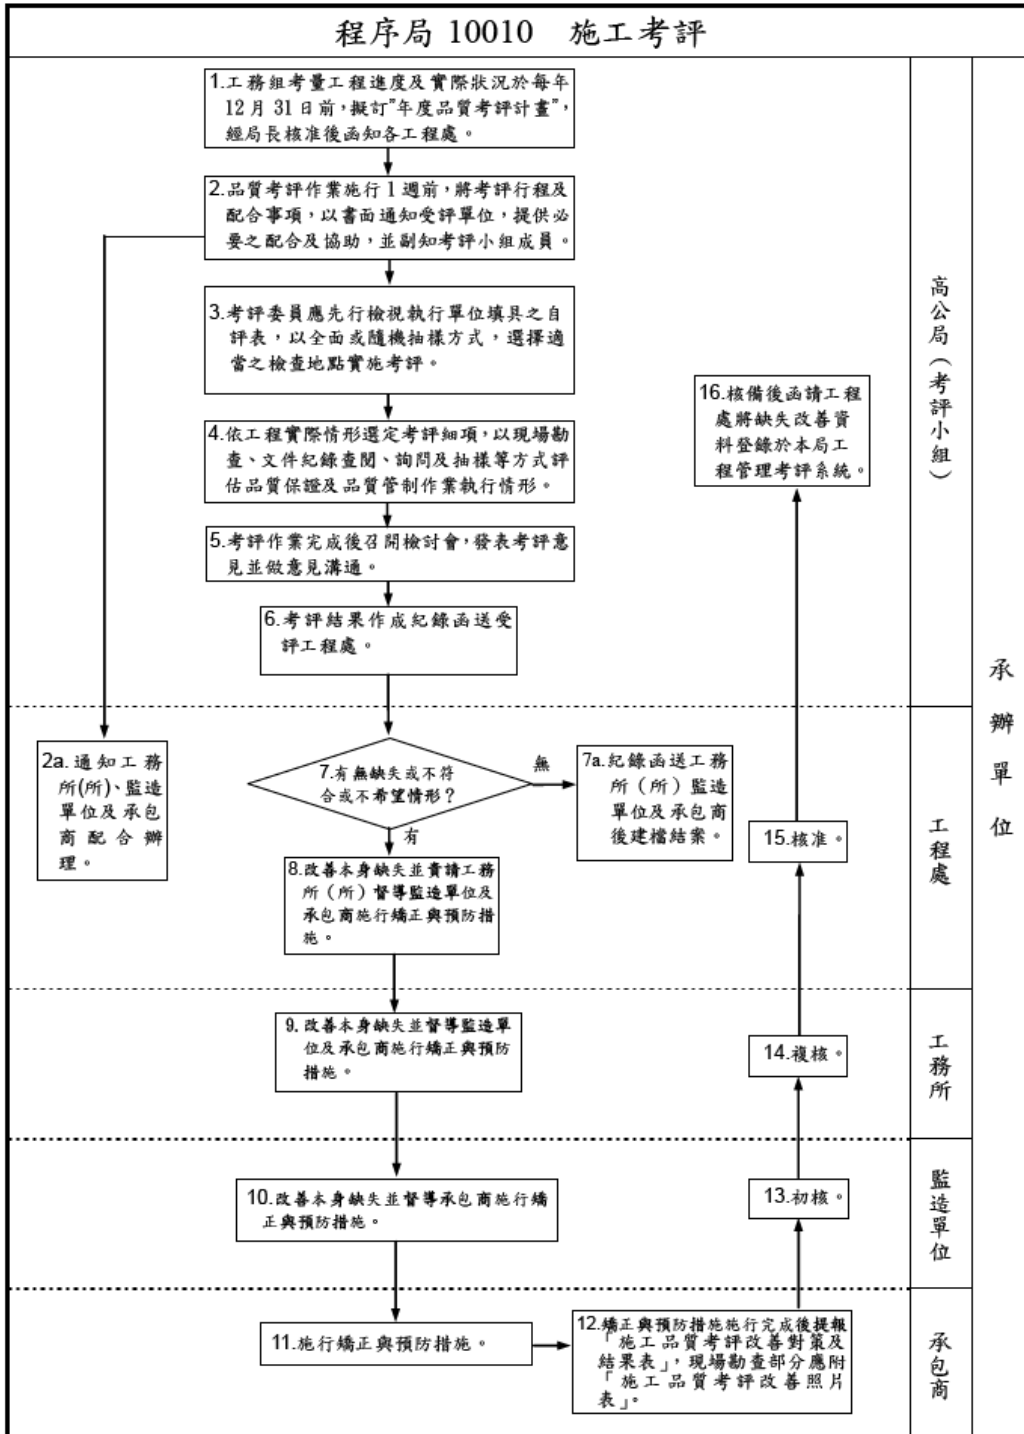 程序局 10010　施工考評
1.工務組考量工程進度及實際狀況於每年
12 月 31 日前，擬訂"年度品質考評計畫"，
經局長核准後函知各工程處。
2.品質考評作業施行 1 週前，將考評行程及
配合事項，以書面通知受評單位，提供必
要之配合及協助，並副知考評小組成員。
3.考評委員應先行檢視執行單位填具之自
評表，以全面或隨機抽樣方式，選擇適
當之檢查地點實施考評。
4.依工程實際情形選定考評細項，以現場勘
查、文件紀錄查閱、詢問及抽樣等方式評
估品質保證及品質管制作業執行情形。
5.考評作業完成後召開檢討會，發表考評意
見並做意見溝通。
6.考評結果作成紀錄函送受
評工程處。
16.核備後函請工程
處將缺失改善資
料登錄於本局工
程管理考評系統。
高公局（考評小組）
承辦單位
2a.通知工務
所(所)、監造
單位及承包
商配合辦
理。
7.有無缺失或不符
合或不希望情形？
無
有
7a.紀錄函送工務
所（所）監造
單位及承包商
後建檔結案。
8.改善本身缺失並責請工務
所（所）督導監造單位及
承包商施行矯正與預防措
施。
15.核准。
工程處
9.改善本身缺失並督導監造單
位及承包商施行矯正與預防
措施。
14.複核。
工務所
10.改善本身缺失並督導承包商施行矯
正與預防措施。
13.初核。
監造單位
11.施行矯正與預防措施。
12.矯正與預防措施施行完成後提報
「施工品質考評改善對策及
結果表」，現場勘查部分應附
「施工品質考評改善照片
表」。
承包商